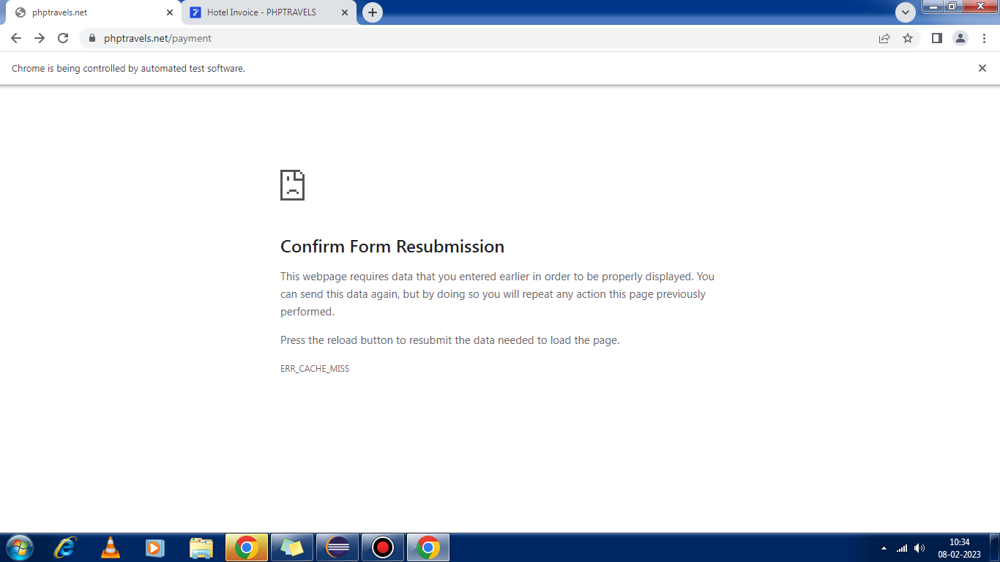 phptravels.net
Hotel Invoice - PHPTRAVELS
phptravels.net/payment
Chrome is being controlled by automated test software.
Confirm Form Resubmission
This webpage requires data that you entered earlier in order to be properly displayed. You
can send this data again, but by doing so you will repeat any action this page previously
performed.
Press the reload button to resubmit the data needed to load the page.
ERR_CACHE_MISS
10:34
08-02-2023